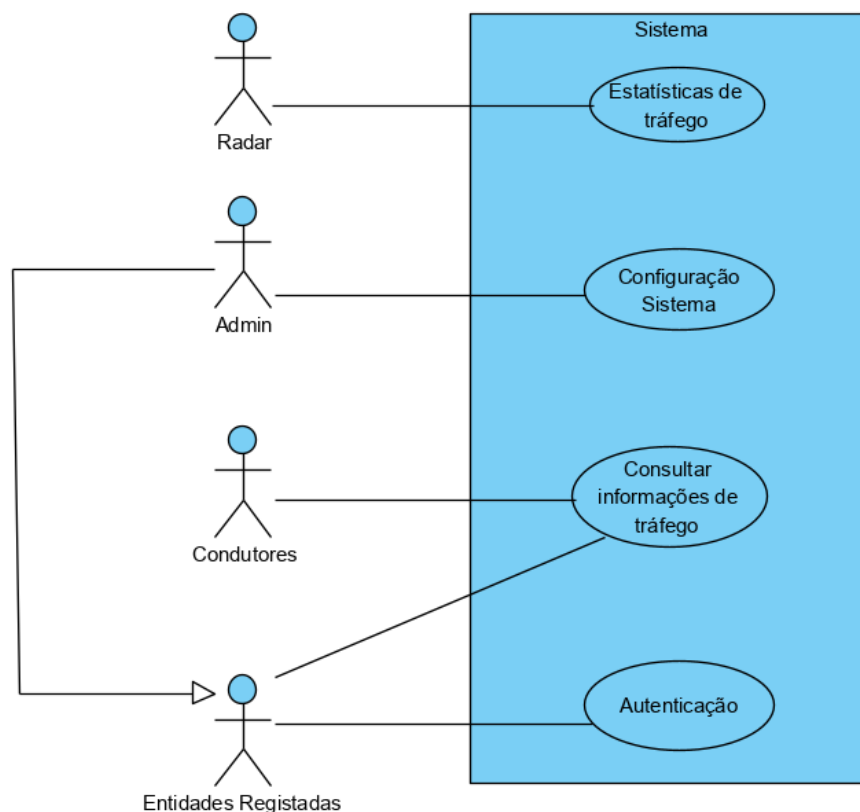 Sistema
Estatísticas de
tráfego
Radar
Configuração
Sistema
Admin
Consultar
informações de
tráfego
Condutores
Autenticação
Entidades Registadas